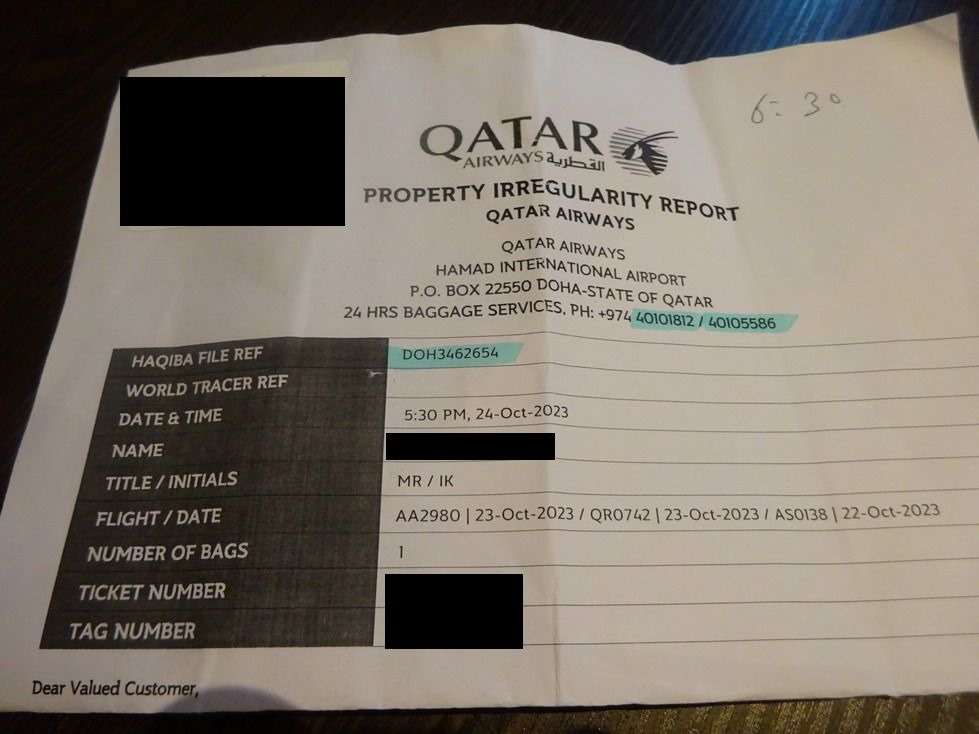 6: 30
QATAR
AIRWAYS القطرية
PROPERTY IRREGULARITY REPORT
QATAR AIRWAYS
QATAR AIRWAYS
HAMAD INTERNATIONAL AIRPORT
P.O. BOX 22550 DOHA-STATE OF QATAR
24 HRS BAGGAGE SERVICES, PH: +974 40101812 / 40105586
HAQIBA FILE REF DOH3462654
WORLD TRACER REF
DATE & TIME 5:30 PM, 24-Oct-2023
NAME
TITLE / INITIALS MR / IK
FLIGHT / DATE AA2980 | 23-Oct-2023 / QR0742 | 23-Oct-2023 / AS0138 | 22-Oct-2023
NUMBER OF BAGS 1
TICKET NUMBER
TAG NUMBER
Dear Valued Customer,